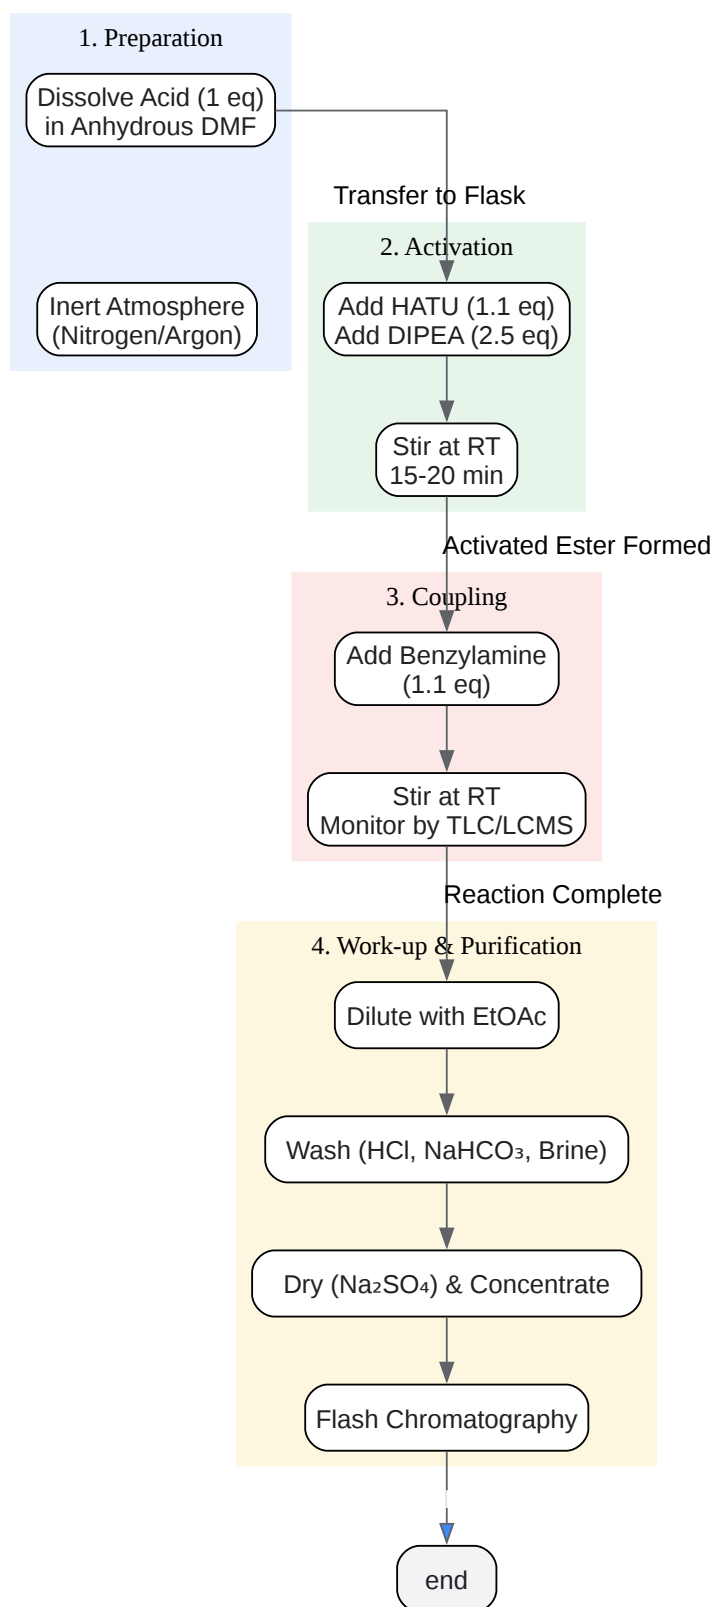 1. Preparation
Dissolve Acid (1 eq)
in Anhydrous DMF
Transfer to Flask
2. Activation
Inert Atmosphere
(Nitrogen/Argon)
Add HATU (1.1 eq)
Add DIPEA (2.5 eq)
Stir at RT
15-20 min
Activated Ester Formed
3. Coupling
Add Benzylamine
(1.1 eq)
Stir at RT
Monitor by TLC/LCMS
Reaction Complete
4. Work-up & Purification
Dilute with EtOAc
Wash (HCl, NaHCO₃, Brine)
Dry (Na₂SO₄) & Concentrate
Flash Chromatography
end